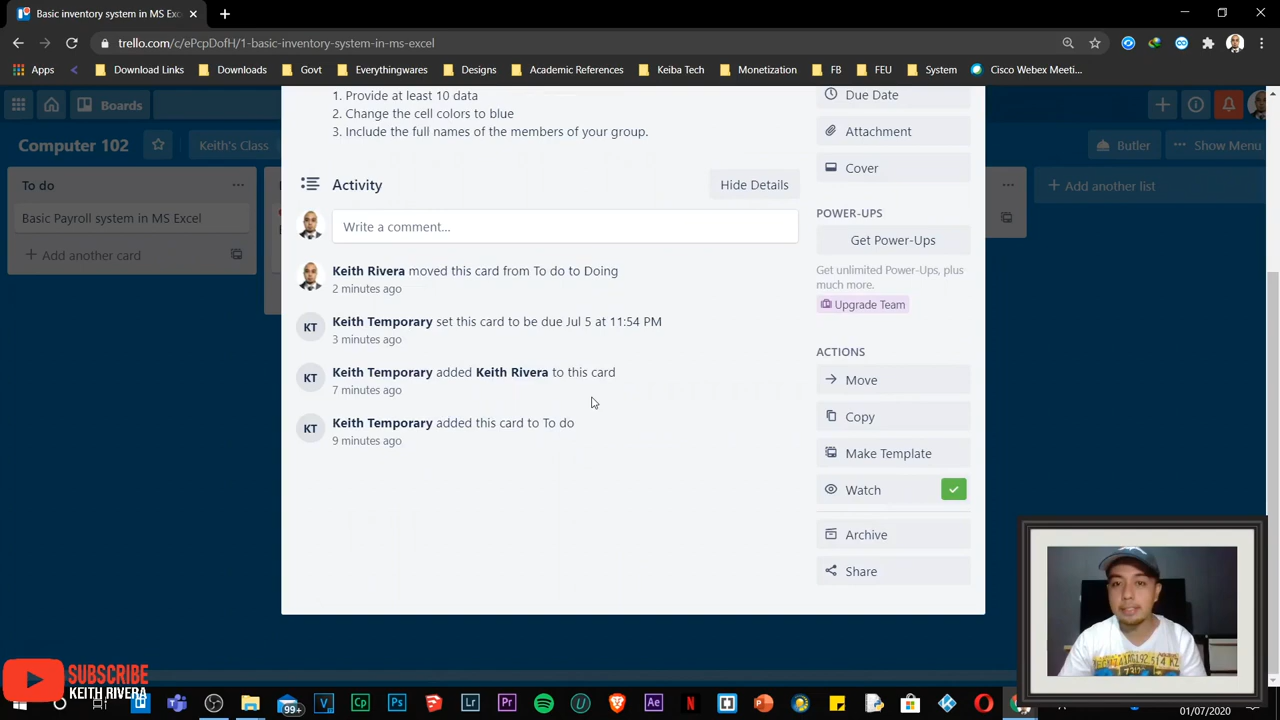 Basic inventory system in MS Exc
trello.com/c/ePcpDofH/1-basic-inventory-system-in-ms-excel
Apps
Download Links
Downloads
Govt
Everythingwares
Designs
Academic References
Keiba Tech
Monetization
FB
FEU
System
Cisco Webex Meeti...
Boards
Computer 102
Keith's Class
Butler
Show Menu
To do
Basic Payroll system in MS Excel
Add another card
Add another list
1. Provide at least 10 data
2. Change the cell colors to blue
3. Include the full names of the members of your group.
Activity
Hide Details
Write a comment...
Keith Rivera moved this card from To do to Doing
2 minutes ago
KT
Keith Temporary set this card to be due Jul 5 at 11:54 PM
3 minutes ago
KT
Keith Temporary added Keith Rivera to this card
7 minutes ago
KT
Keith Temporary added this card to To do
9 minutes ago
Due Date
Attachment
Cover
POWER-UPS
Get Power-Ups
Get unlimited Power-Ups, plus
much more.
Upgrade Team
ACTIONS
Move
Copy
Make Template
Watch
Archive
Share
SUBSCRIBE
KEITH RIVERA
99+
01/07/2020